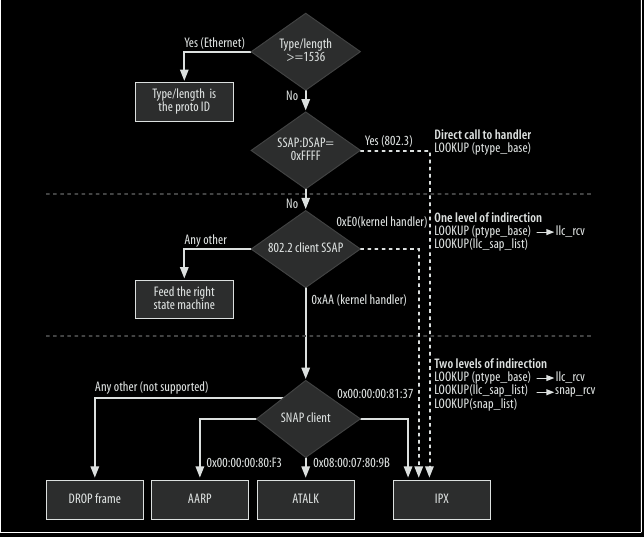 Type/length
>=1536
Yes (Ethernet)
Type/length is
the proto ID
No
SSAP:DSAP=
0xFFFF
Yes (802.3)
Direct call to handler
LOOKUP (ptype_base)
No
0xE0(kernel handler)
One level of indirection
LOOKUP (ptype_base) → llc_rcv
LOOKUP(llc_sap_list)
Any other
802.2 client SSAP
Feed the right
state machine
0xAA (kernel handler)
Two levels of indirection
LOOKUP (ptype_base) → llc_rcv
LOOKUP(llc_sap_list) → snap_rcv
LOOKUP(snap_list)
Any other (not supported)
0x00:00:00:81:37
SNAP client
0x00:00:00:80:F3
0x08:00:07:80:9B
DROP frame
AARP
ATALK
IPX